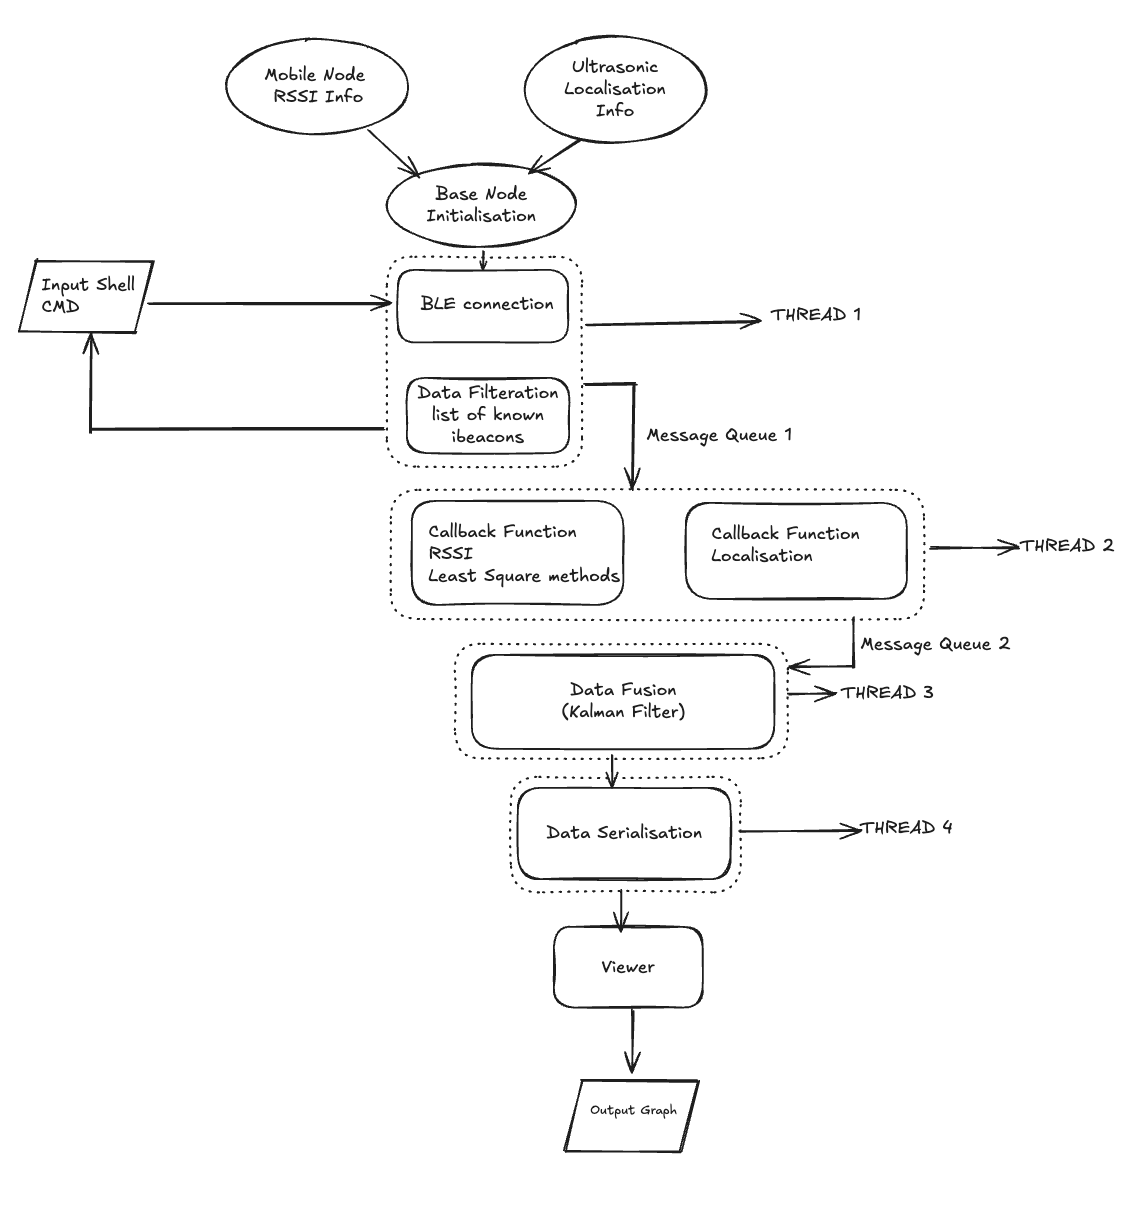 Mobile Node
RSSI Info
Ultrasonic
Localisation
Info
Base Node
Initialisation
Input Shell
CMD
BLE connection
THREAD 1
Data Filteration
list of known
ibeacons
Message Queue 1
Callback Function
RSSI
Least Square methods
Callback Function
Localisation
THREAD 2
Message Queue 2
Data Fusion
(Kalman Filter)
THREAD 3
Data Serialisation
THREAD 4
Viewer
Output Graph